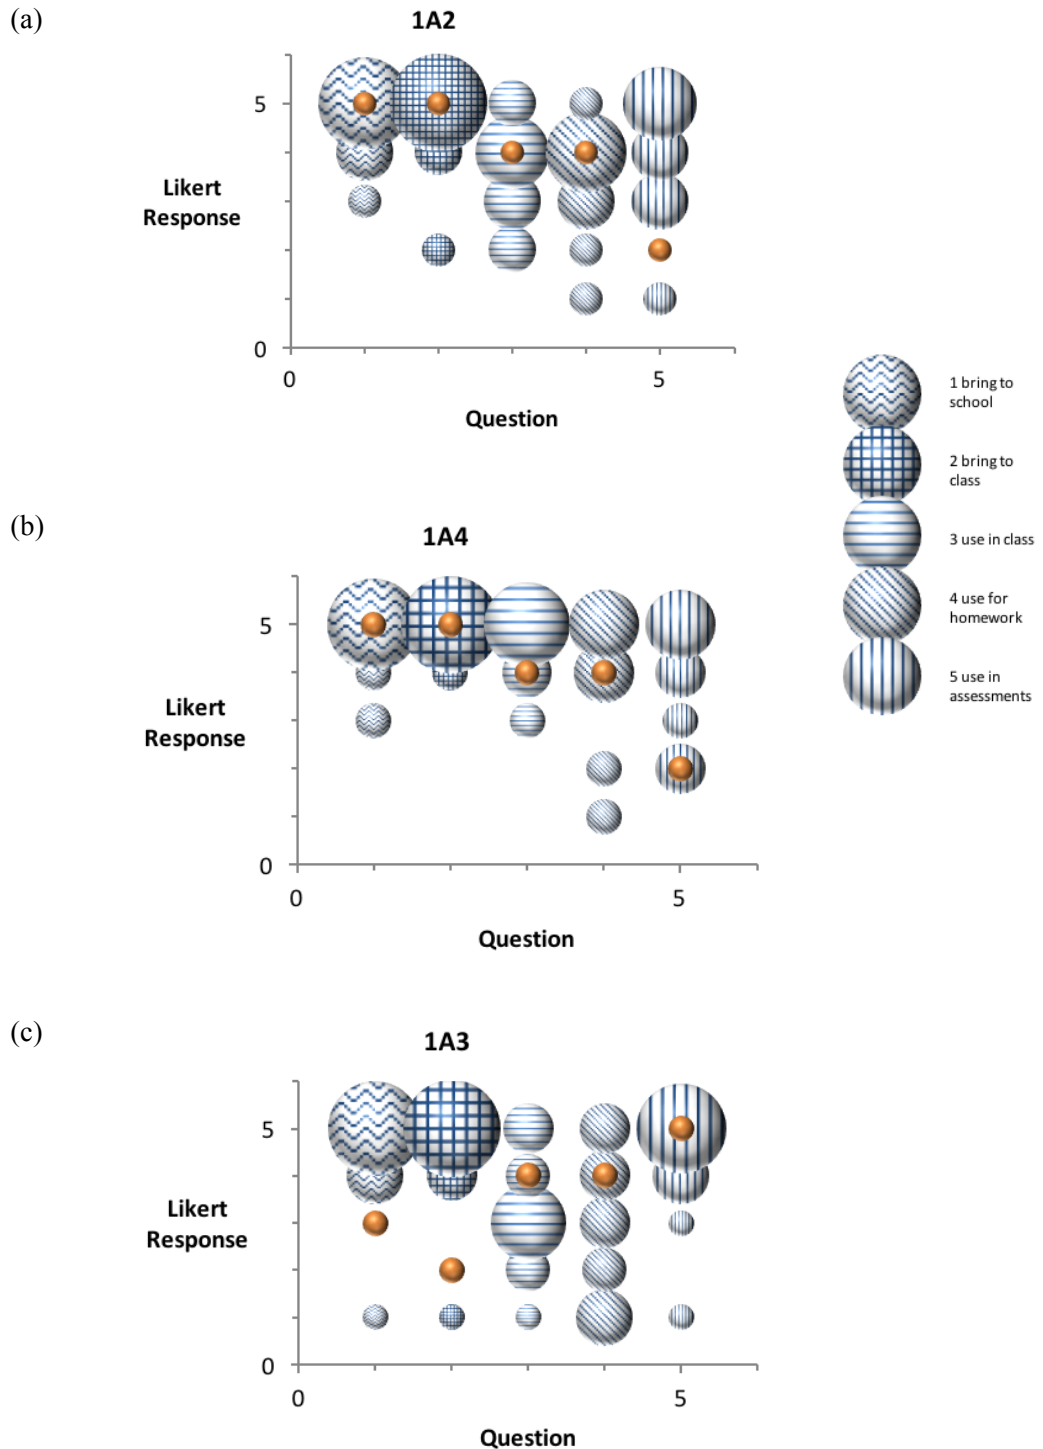 (a)
1A2
5
Likert
Response
0
0
5
Question
1 bring to
school
2 bring to
class
3 use in class
4 use for
homework
5 use in
assessments
(b)
1A4
5
Likert
Response
0
0
5
Question
(c)
1A3
5
Likert
Response
0
0
5
Question